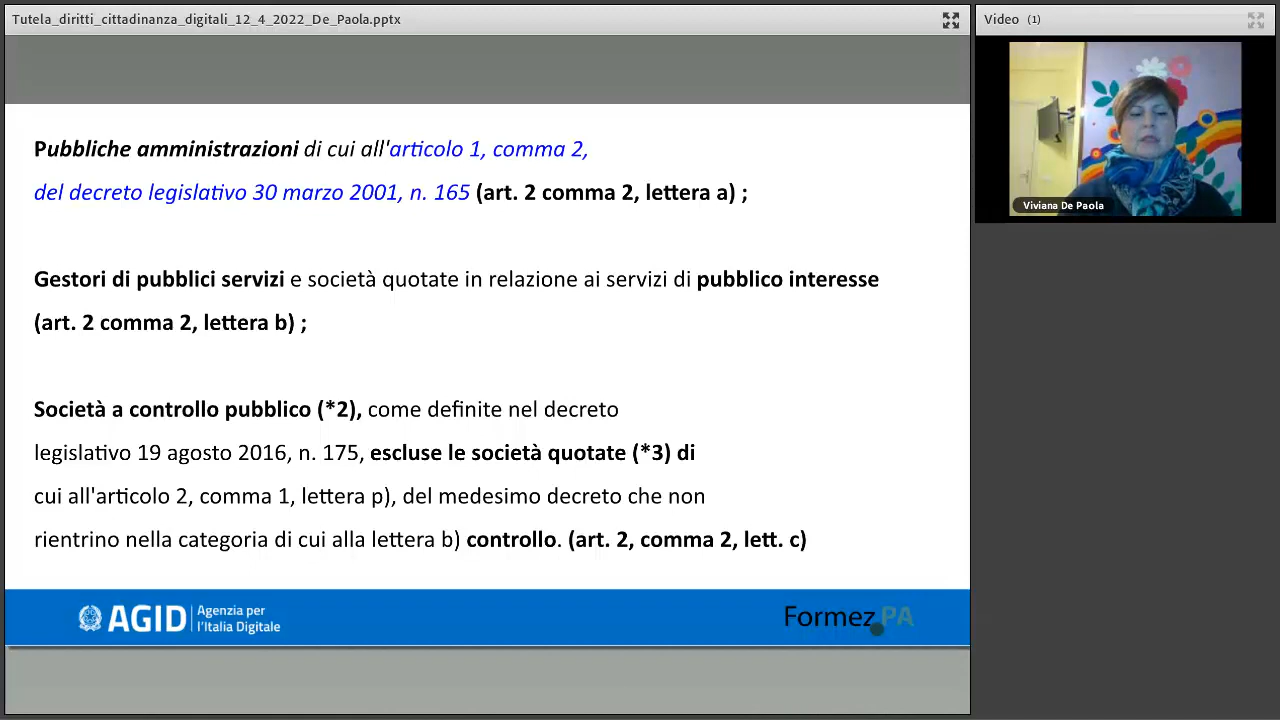 Tutela_diritti_cittadinanza_digitali_12_4_2022_De_Paola.pptx
Video (1)
Pubbliche amministrazioni di cui all'articolo 1, comma 2,
del decreto legislativo 30 marzo 2001, n. 165 (art. 2 comma 2, lettera a) ;
Gestori di pubblici servizi e società quotate in relazione ai servizi di pubblico interesse
(art. 2 comma 2, lettera b) ;
Società a controllo pubblico (*2), come definite nel decreto
legislativo 19 agosto 2016, n. 175, escluse le società quotate (*3) di
cui all'articolo 2, comma 1, lettera p), del medesimo decreto che non
rientrino nella categoria di cui alla lettera b) controllo. (art. 2, comma 2, lett. c)
Viviana De Paola
AGID Agenzia per
l'Italia Digitale
Formez PA